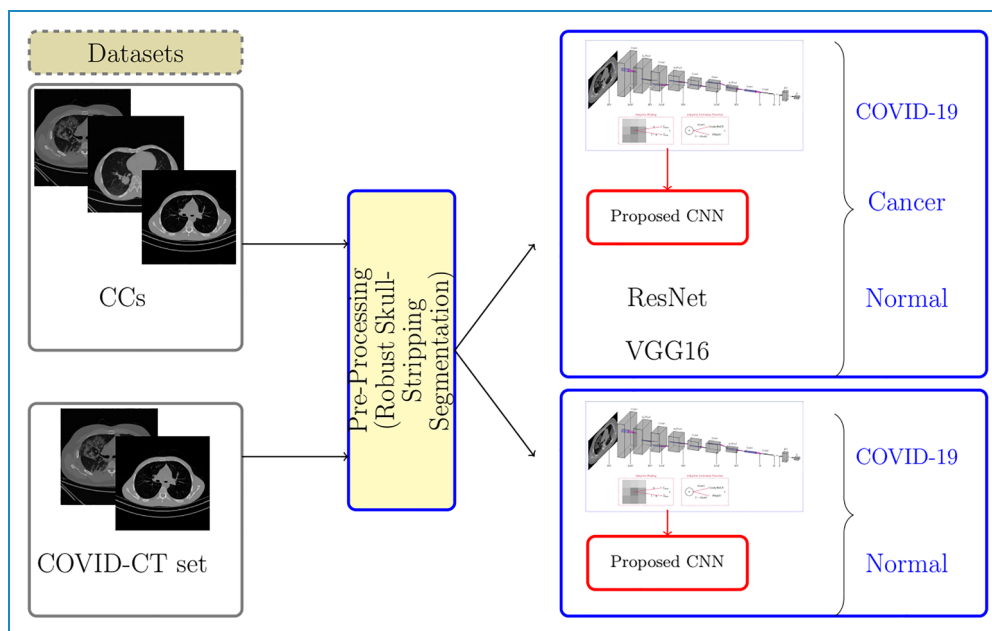 Datasets
CCs
COVID-CT set
Pre-Processing
(Robust Skull-
Stripping
Segmentation)
Proposed CNN
ResNet
VGG16
COVID-19
Cancer
Normal
Proposed CNN
COVID-19
Normal